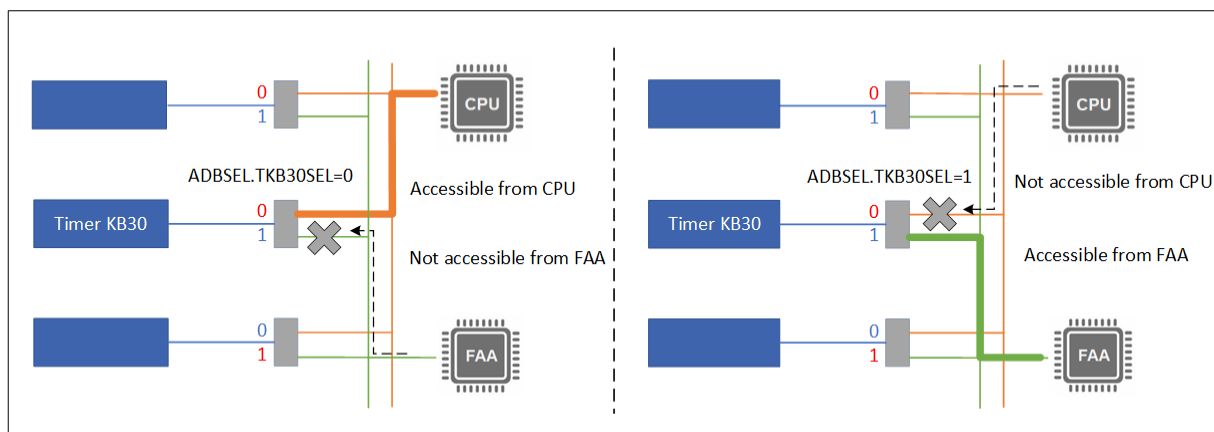 0
1
CPU
ADBSEL.TKB30SEL=0
Accessible from CPU
Timer KB30
0
1
Not accessible from FAA
0
1
FAA
0
1
CPU
ADBSEL.TKB30SEL=1
Not accessible from CPU
Timer KB30
0
1
Accessible from FAA
0
1
FAA